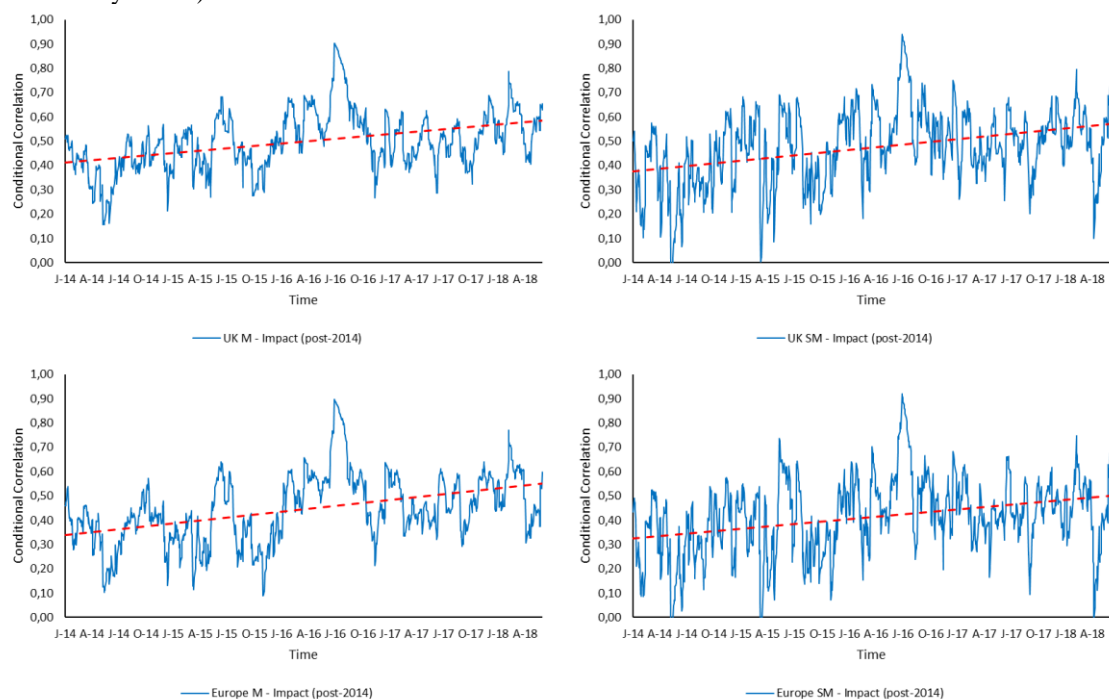 1,00
0,90
0,80
0,70
0,60
0,50
0,40
0,30
0,20
0,10
0,00
Conditional Correlation
J-14 A-14 J-14 O-14 J-15 A-15 J-15 O-15 J-16 A-16 J-16 O-16 J-17 A-17 J-17 O-17 J-18 A-18
Time
UK M - Impact (post-2014)
1,00
0,90
0,80
0,70
0,60
0,50
0,40
0,30
0,20
0,10
0,00
Conditional Correlation
J-14 A-14 J-14 O-14 J-15 A-15 J-15 O-15 J-16 A-16 J-16 O-16 J-17 A-17 J-17 O-17 J-18 A-18
Time
UK SM - Impact (post-2014)
1,00
0,90
0,80
0,70
0,60
0,50
0,40
0,30
0,20
0,10
0,00
Conditional Correlation
J-14 A-14 J-14 O-14 J-15 A-15 J-15 O-15 J-16 A-16 J-16 O-16 J-17 A-17 J-17 O-17 J-18 A-18
Time
Europe M - Impact (post-2014)
1,00
0,90
0,80
0,70
0,60
0,50
0,40
0,30
0,20
0,10
0,00
Conditional Correlation
J-14 A-14 J-14 O-14 J-15 A-15 J-15 O-15 J-16 A-16 J-16 O-16 J-17 A-17 J-17 O-17 J-18 A-18
Time
Europe SM - Impact (post-2014)